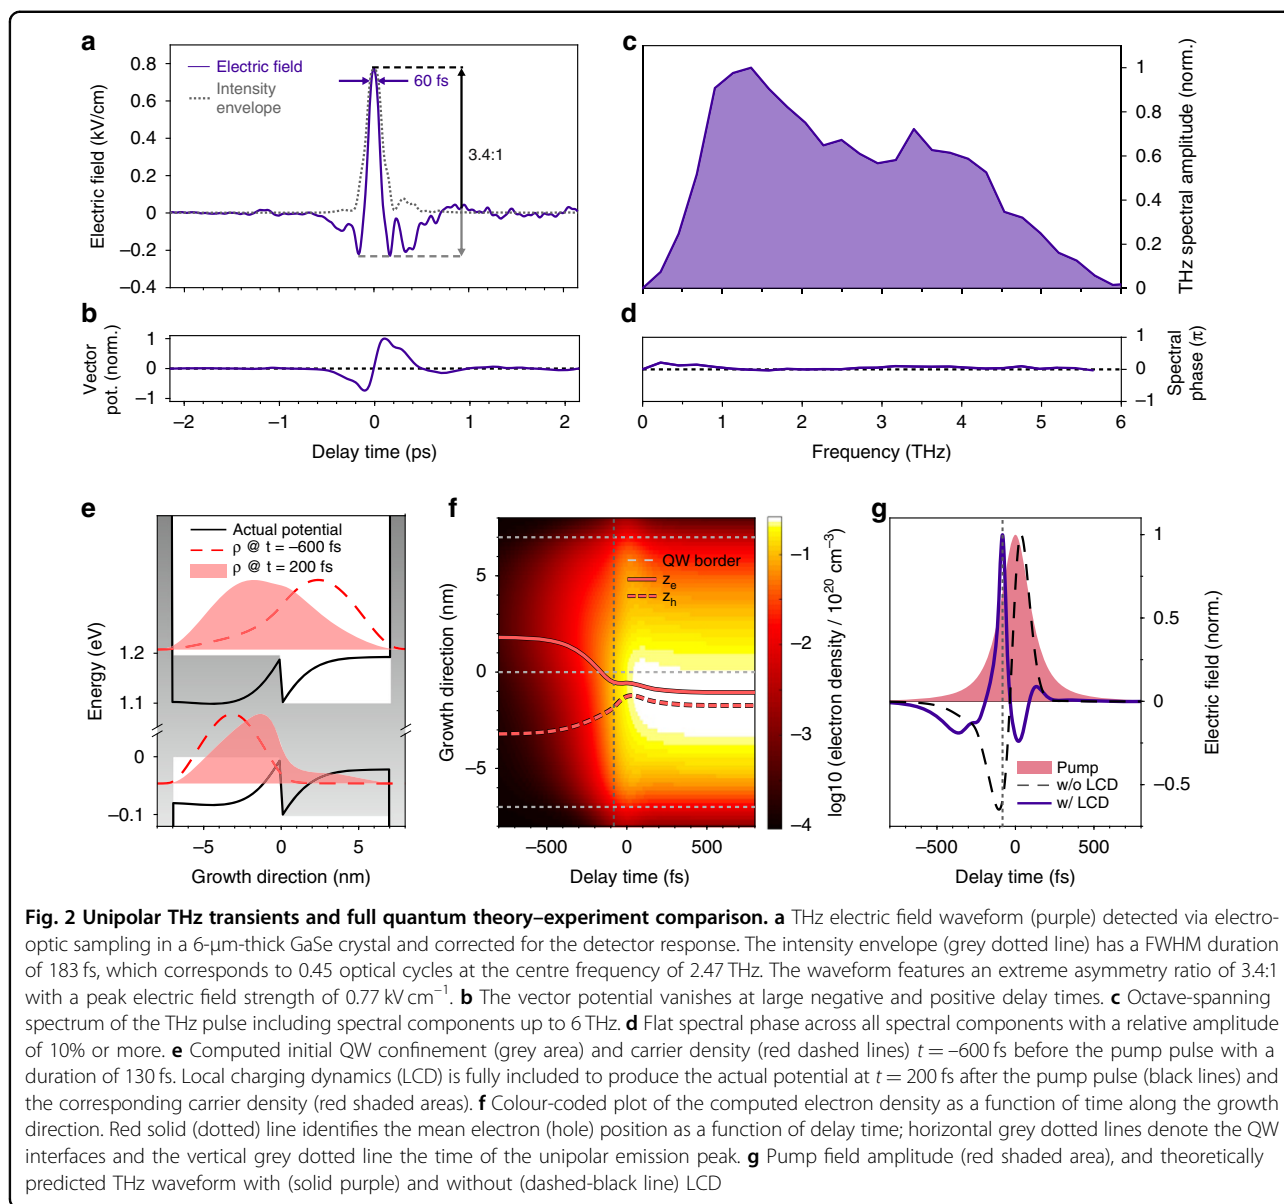 a
Electric field
Intensity
envelope
60 fs
3.4:1
0.8
0.6
0.4
0.2
0
−0.2
−0.4
Electric field (kV/cm)
b
1
0
−1
Vector
pot. (norm.)
−2
−1
0
1
2
Delay time (ps)
c
1
0.8
0.6
0.4
0.2
0
THz spectral amplitude (norm.)
d
1
0
−1
Spectral
phase (π)
0
1
2
3
4
5
6
Frequency (THz)
e
Actual potential
ρ @ t = −600 fs
ρ @ t = 200 fs
1.2
1.1
0
−0.1
Energy (eV)
−5
0
5
Growth direction (nm)
f
QW border
ze
zh
5
0
−5
Growth direction (nm)
−500
0
500
Delay time (fs)
−1
−2
−3
−4
log10 (electron density / 10²⁰ cm⁻³)
g
Pump
w/o LCD
w/ LCD
1
0.5
0
−0.5
Electric field (norm.)
−500
0
500
Delay time (fs)
Fig. 2 Unipolar THz transients and full quantum theory–experiment comparison. a THz electric field waveform (purple) detected via electro-
optic sampling in a 6-μm-thick GaSe crystal and corrected for the detector response. The intensity envelope (grey dotted line) has a FWHM duration
of 183 fs, which corresponds to 0.45 optical cycles at the centre frequency of 2.47 THz. The waveform features an extreme asymmetry ratio of 3.4:1
with a peak electric field strength of 0.77 kV cm⁻¹. b The vector potential vanishes at large negative and positive delay times. c Octave-spanning
spectrum of the THz pulse including spectral components up to 6 THz. d Flat spectral phase across all spectral components with a relative amplitude
of 10% or more. e Computed initial QW confinement (grey area) and carrier density (red dashed lines) t = –600 fs before the pump pulse with a
duration of 130 fs. Local charging dynamics (LCD) is fully included to produce the actual potential at t = 200 fs after the pump pulse (black lines) and
the corresponding carrier density (red shaded areas). f Colour-coded plot of the computed electron density as a function of time along the growth
direction. Red solid (dotted) line identifies the mean electron (hole) position as a function of delay time; horizontal grey dotted lines denote the QW
interfaces and the vertical grey dotted line the time of the unipolar emission peak. g Pump field amplitude (red shaded area), and theoretically
predicted THz waveform with (solid purple) and without (dashed-black line) LCD